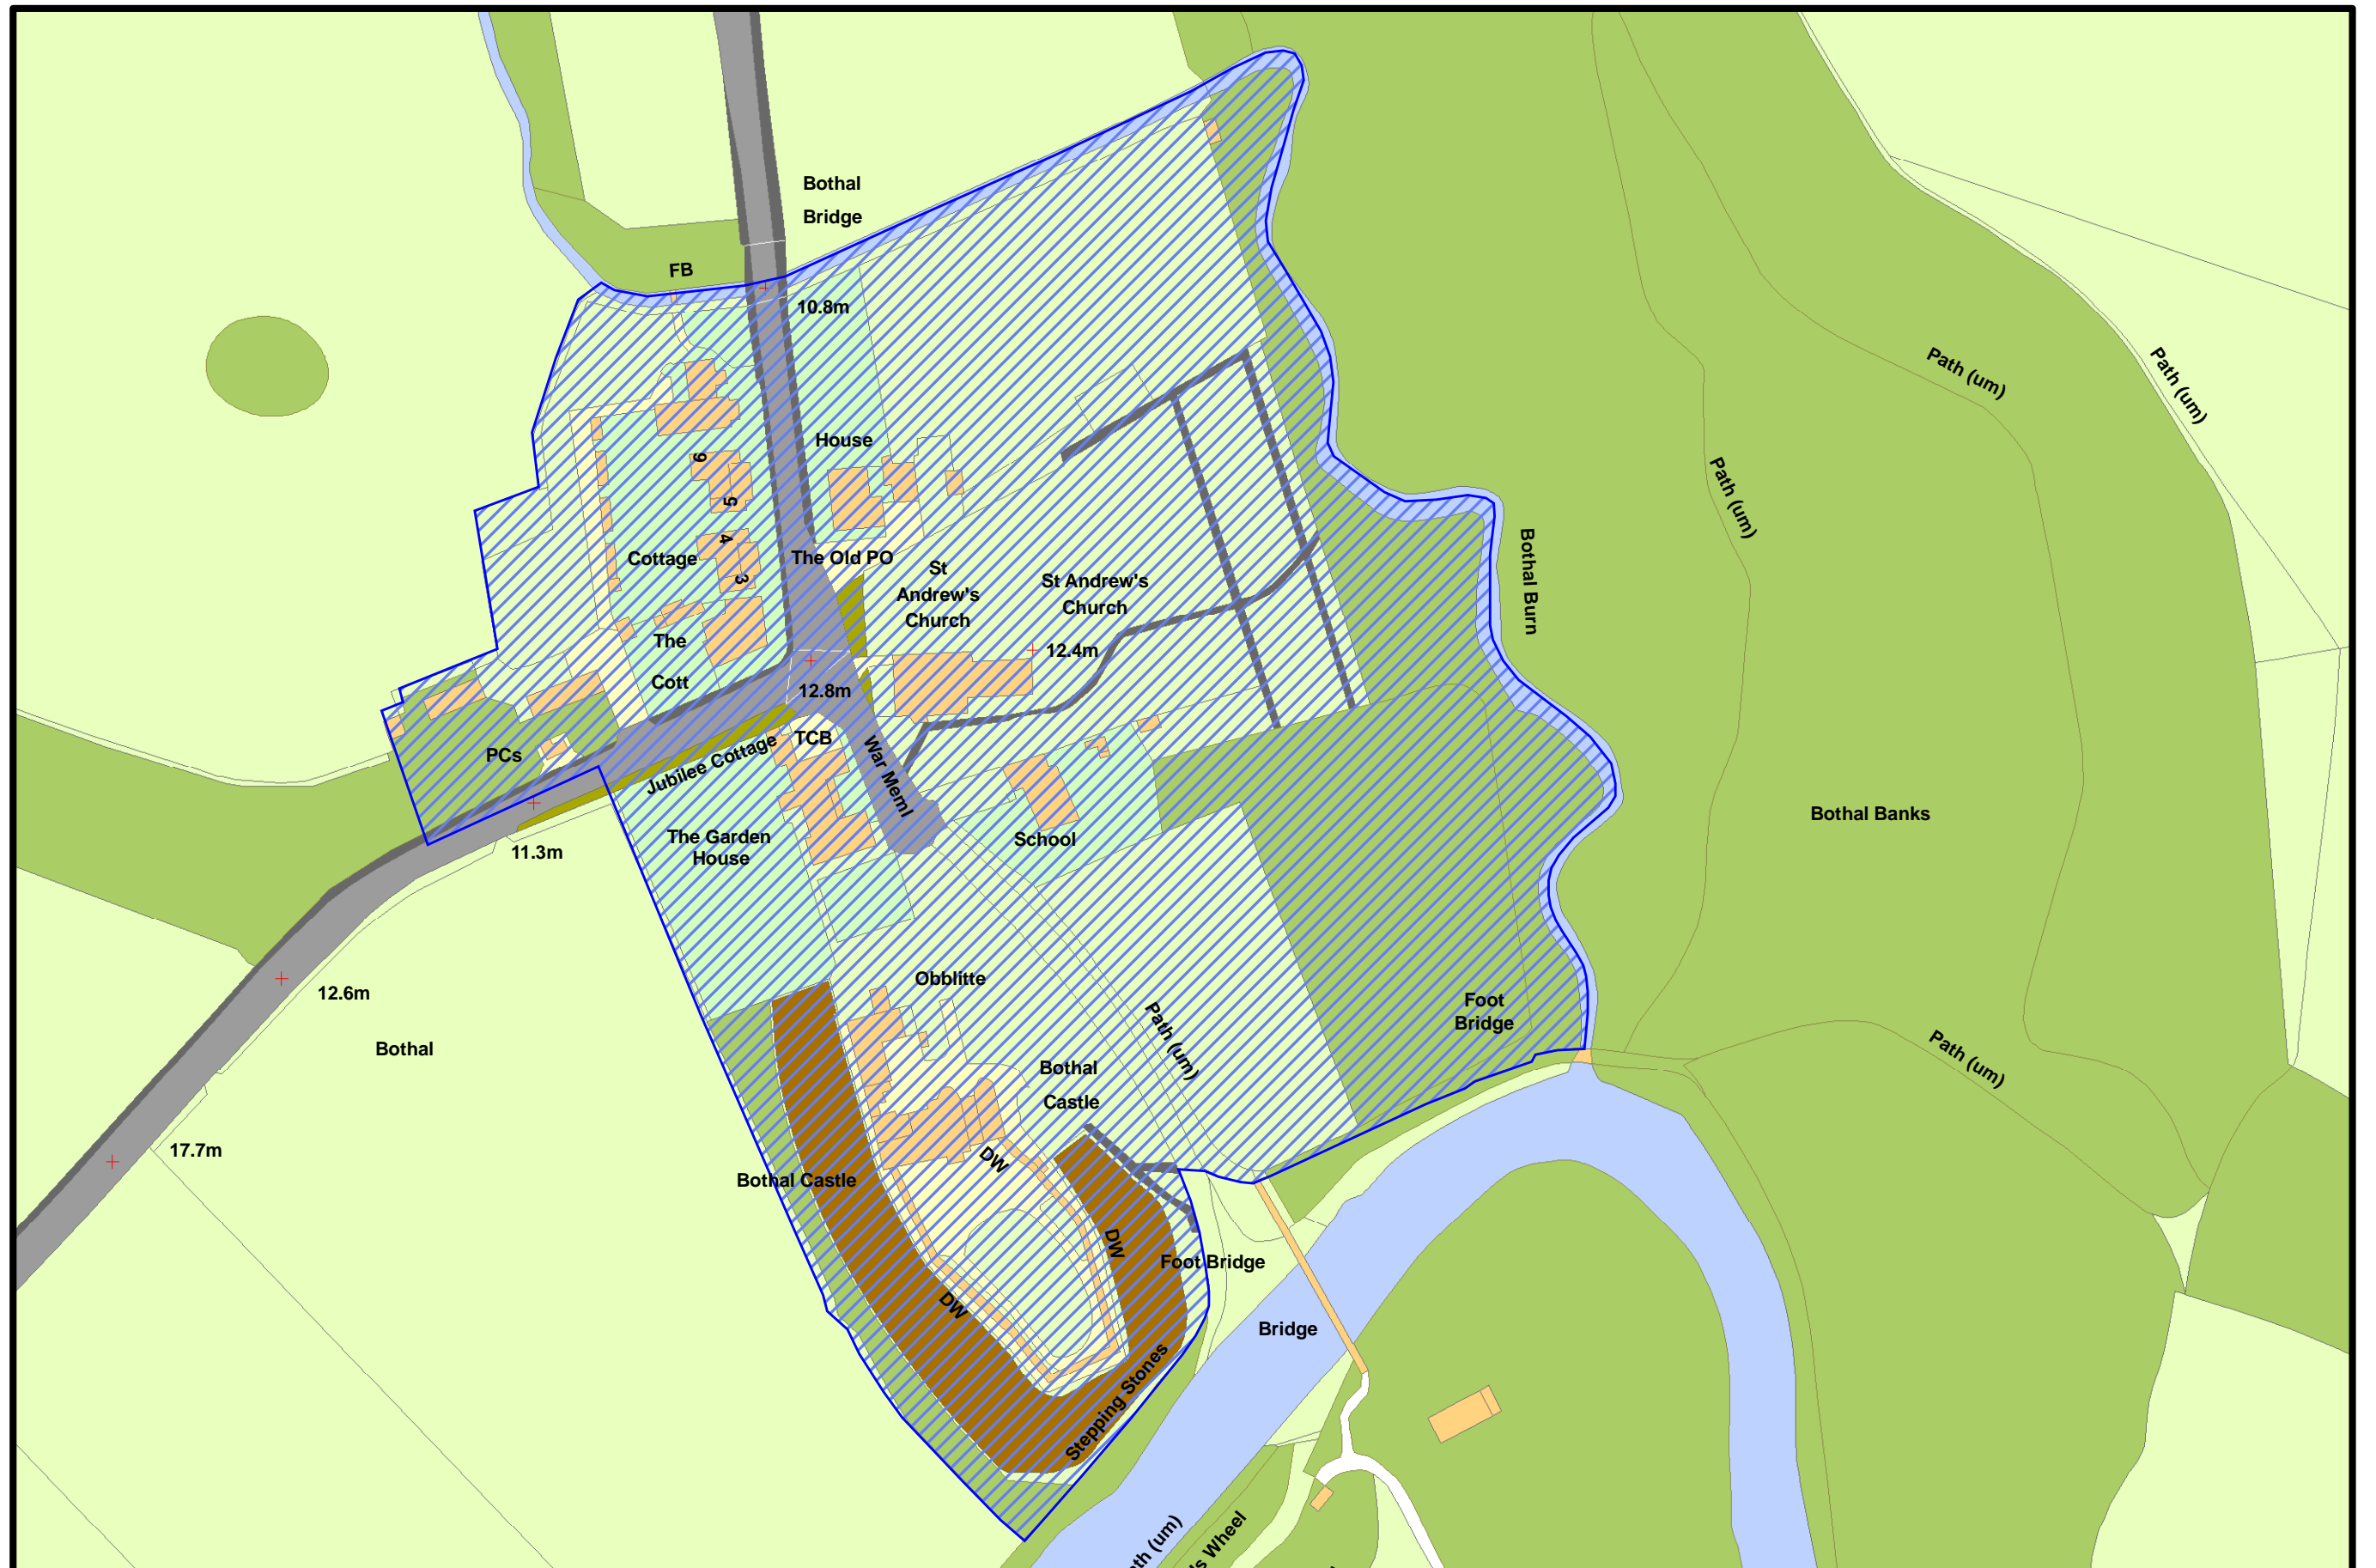 Bothal
Bridge
FB
10.8m
Path (um)
Path (um)
House
9
5
Path (um)
4
3
Cottage
The Old PO
St
Andrew's
Church
St Andrew's
Church
Bothal Burn
The
Cott
12.4m
12.8m
PCs
TCB
Jubilee Cottage
War Meml
Bothal Banks
The Garden
House
School
11.3m
12.6m
Obblitte
Foot
Bridge
Path (um)
Path (um)
Bothal
Bothal
Castle
17.7m
DW
Bothal Castle
DW
Foot Bridge
DW
Bridge
Stepping Stones